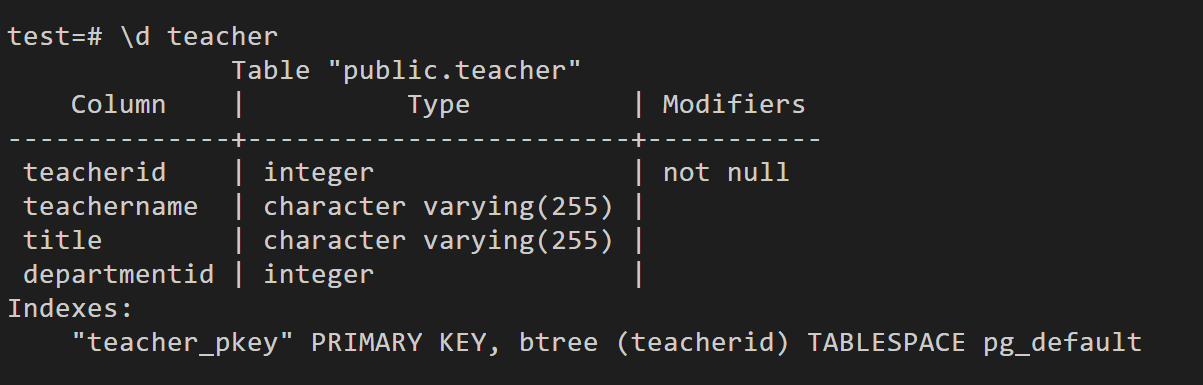 test=# \d teacher
             Table "public.teacher"
    Column    |          Type          | Modifiers
--------------+------------------------+-----------
 teacherid    | integer                | not null
 teachername  | character varying(255) |
 title        | character varying(255) |
 departmentid | integer                |
Indexes:
    "teacher_pkey" PRIMARY KEY, btree (teacherid) TABLESPACE pg_default